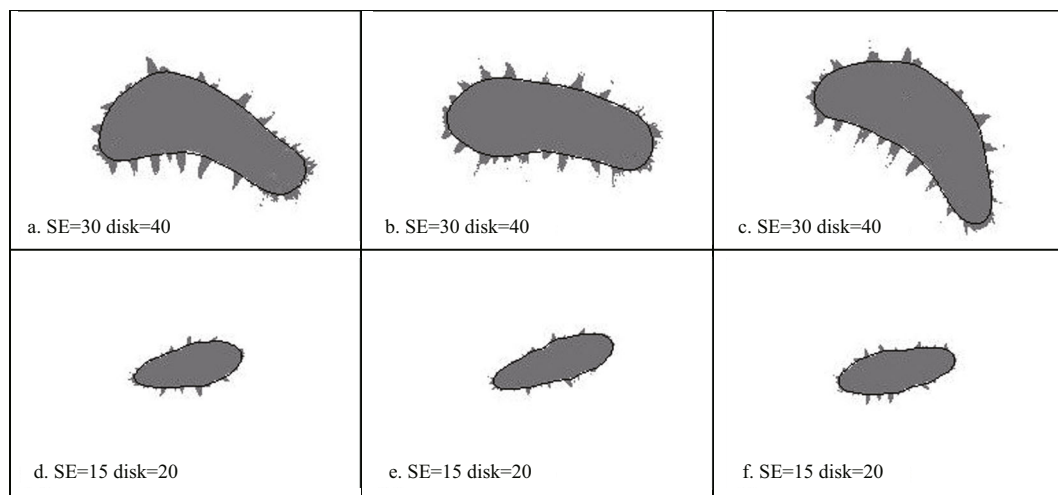 a. SE=30 disk=40
b. SE=30 disk=40
c. SE=30 disk=40
d. SE=15 disk=20
e. SE=15 disk=20
f. SE=15 disk=20